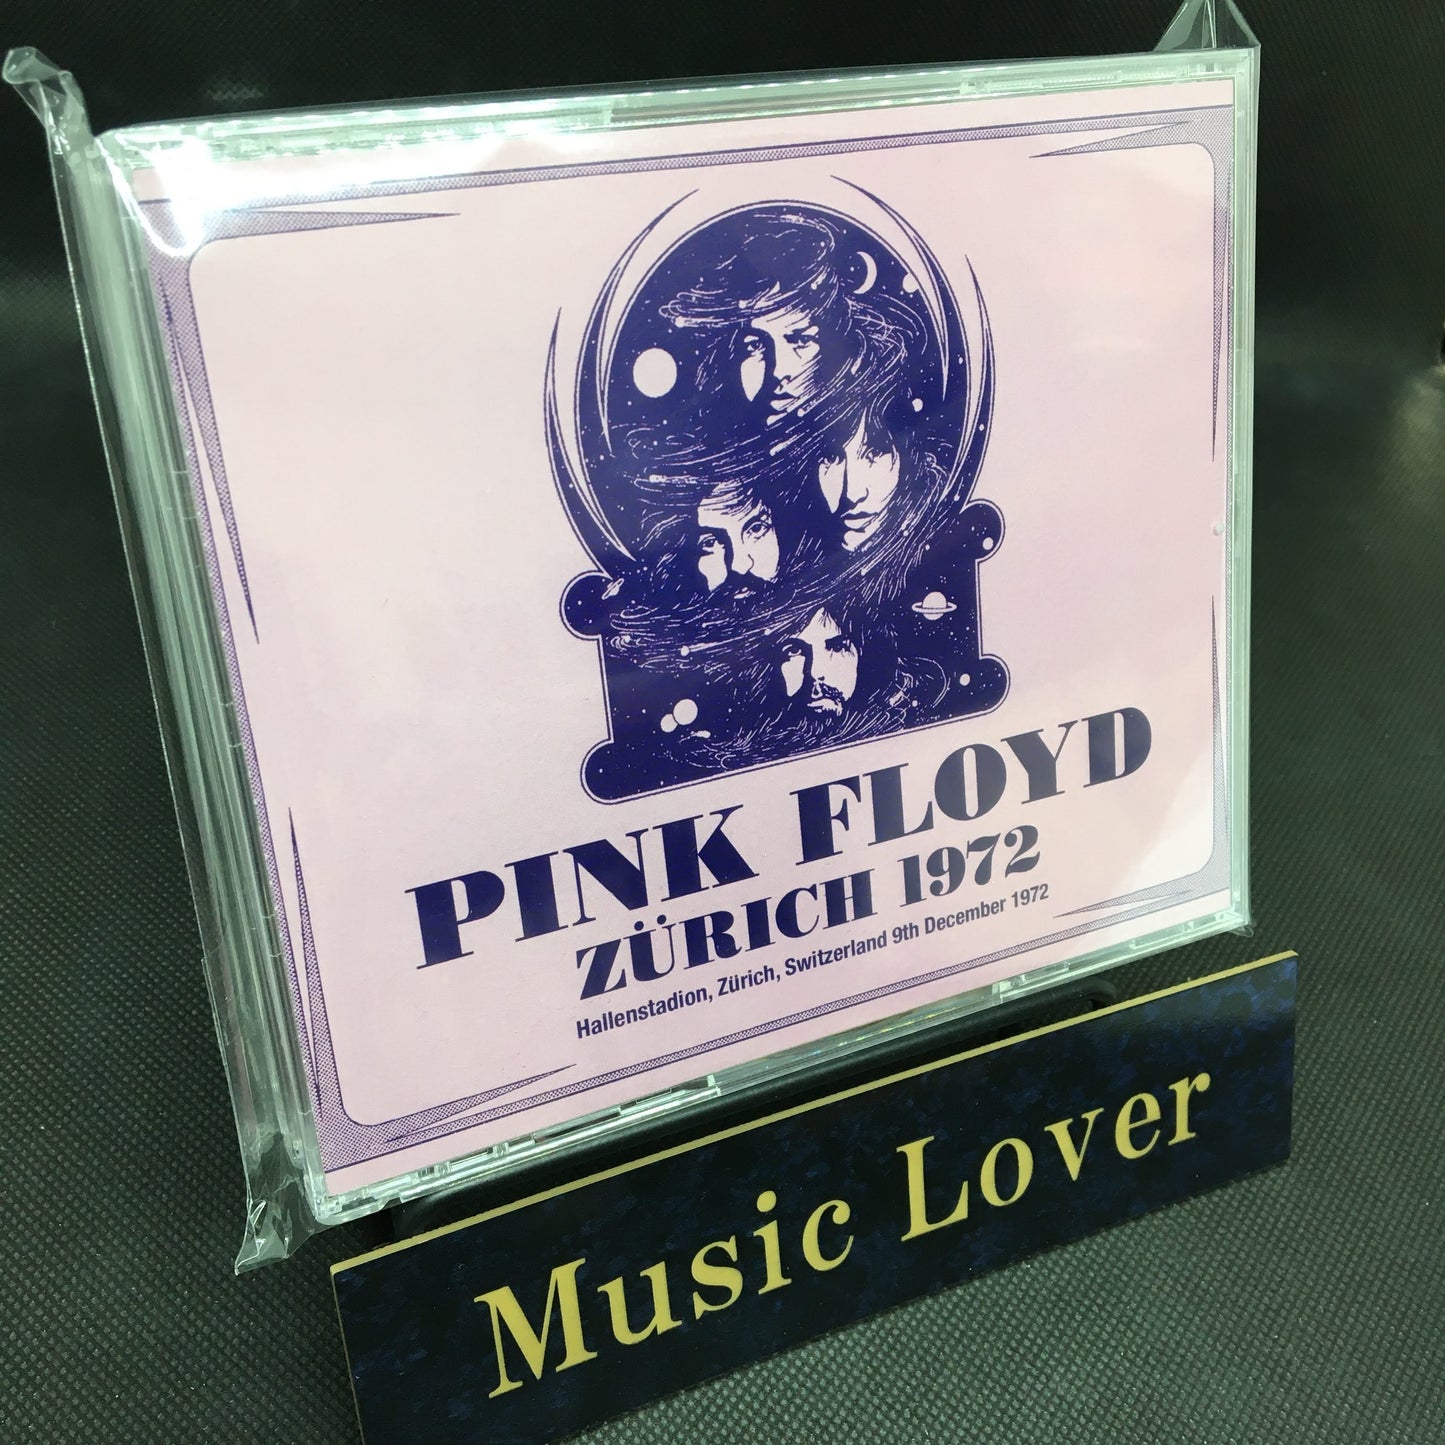 PINK FLOYD
ZÜRICH 1972
Hallenstadion, Zürich, Switzerland 9th December 1972
Music Lover